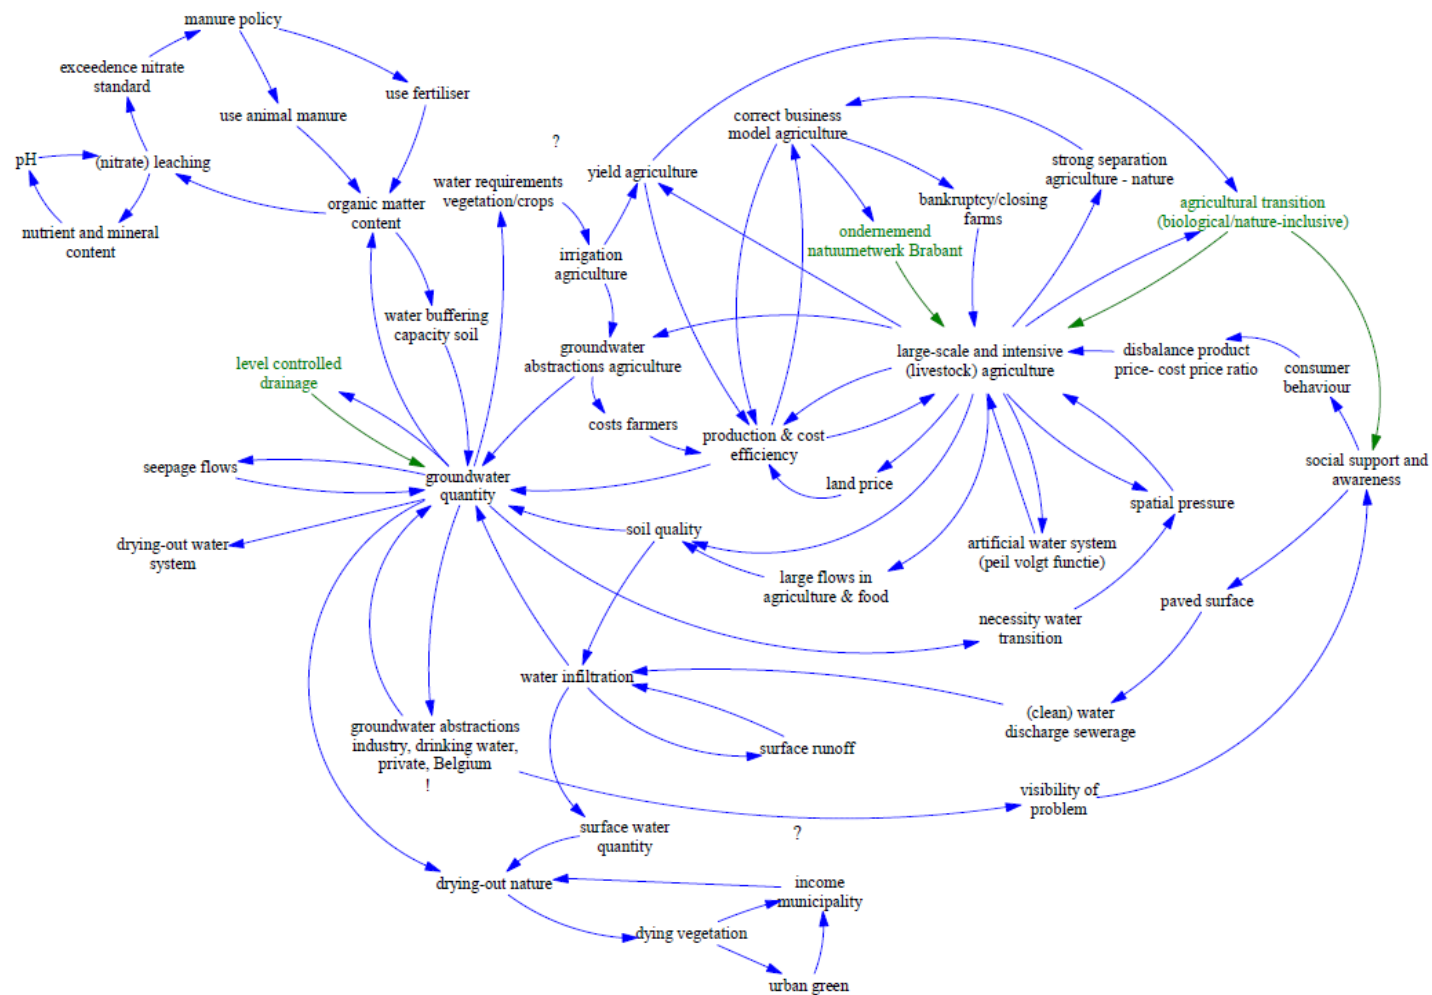 manure policy
exceedence nitrate
standard
use fertiliser
use animal manure
pH
(nitrate) leaching
nutrient and mineral
content
organic matter
content
?
water requirements
vegetation/crops
yield agriculture
correct business
model agriculture
strong separation
agriculture - nature
bankruptcy/closing
farms
agricultural transition
(biological/nature-inclusive)
ondernemend
natuurnetwerk Brabant
irrigation
agriculture
water buffering
capacity soil
level controlled
drainage
groundwater
abstractions agriculture
large-scale and intensive
(livestock) agriculture
disbalance product
price- cost price ratio
consumer
behaviour
costs farmers
production & cost
efficiency
land price
seepage flows
groundwater
quantity
social support and
awareness
spatial pressure
drying-out water
system
soil quality
artificial water system
(peil volgt functie)
large flows in
agriculture & food
paved surface
necessity water
transition
water infiltration
(clean) water
discharge sewerage
groundwater abstractions
industry, drinking water,
private, Belgium
!
surface runoff
visibility of
problem
surface water
quantity
?
drying-out nature
income
municipality
dying vegetation
urban green